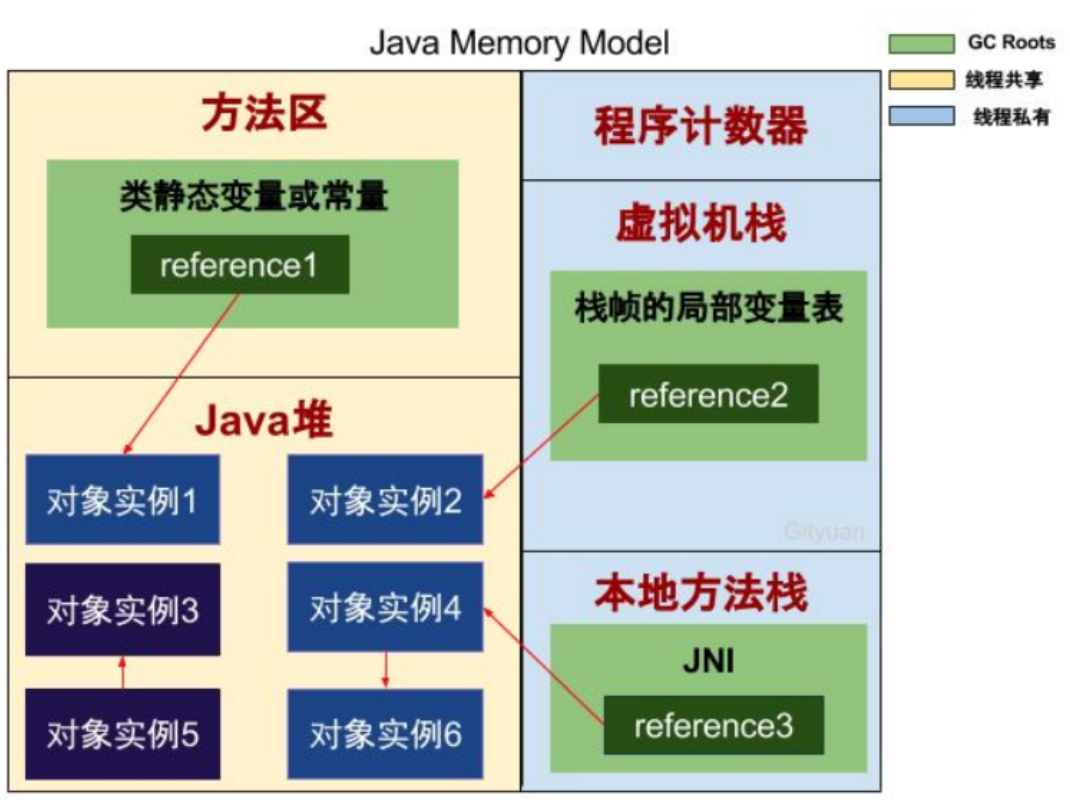 Java Memory Model
GC Roots
线程共享
线程私有
方法区
类静态变量或常量
reference1
程序计数器
虚拟机栈
栈帧的局部变量表
reference2
Gityuan
Java堆
对象实例1
对象实例2
对象实例3
对象实例4
对象实例5
对象实例6
本地方法栈
JNI
reference3